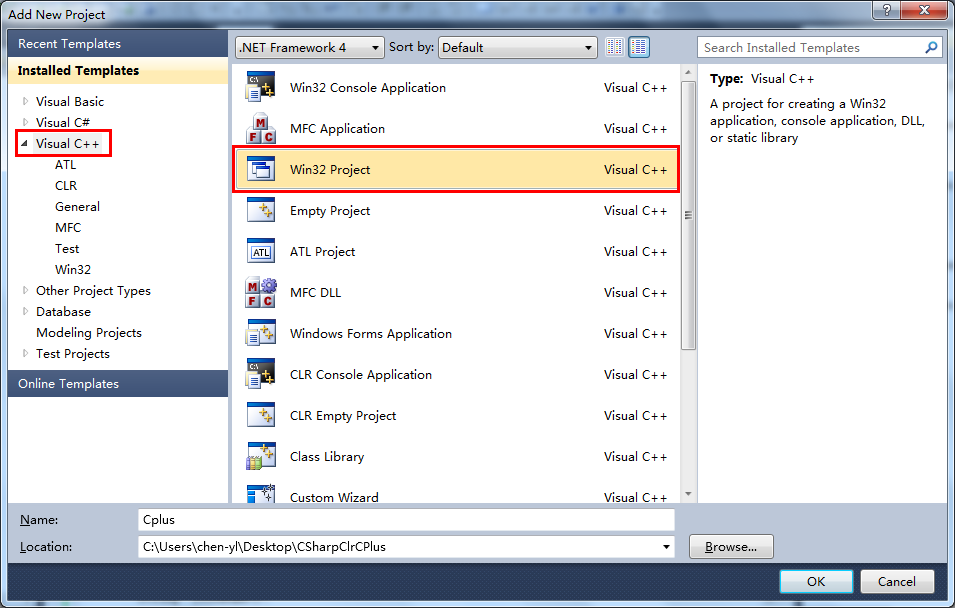 Add New Project
?
Recent Templates
Installed Templates
Visual Basic
Visual C#
Visual C++
ATL
CLR
General
MFC
Test
Win32
Other Project Types
Database
Modeling Projects
Test Projects
Online Templates
.NET Framework 4
Sort by:
Default
Win32 Console Application Visual C++
MFC Application Visual C++
Win32 Project Visual C++
Empty Project Visual C++
ATL Project Visual C++
MFC DLL Visual C++
Windows Forms Application Visual C++
CLR Console Application Visual C++
CLR Empty Project Visual C++
Class Library Visual C++
Custom Wizard Visual C++
Search Installed Templates
Type: Visual C++
A project for creating a Win32
application, console application, DLL,
or static library
Name: Cplus
Location: C:\Users\chen-yl\Desktop\CSharpClrCPlus
Browse...
OK
Cancel